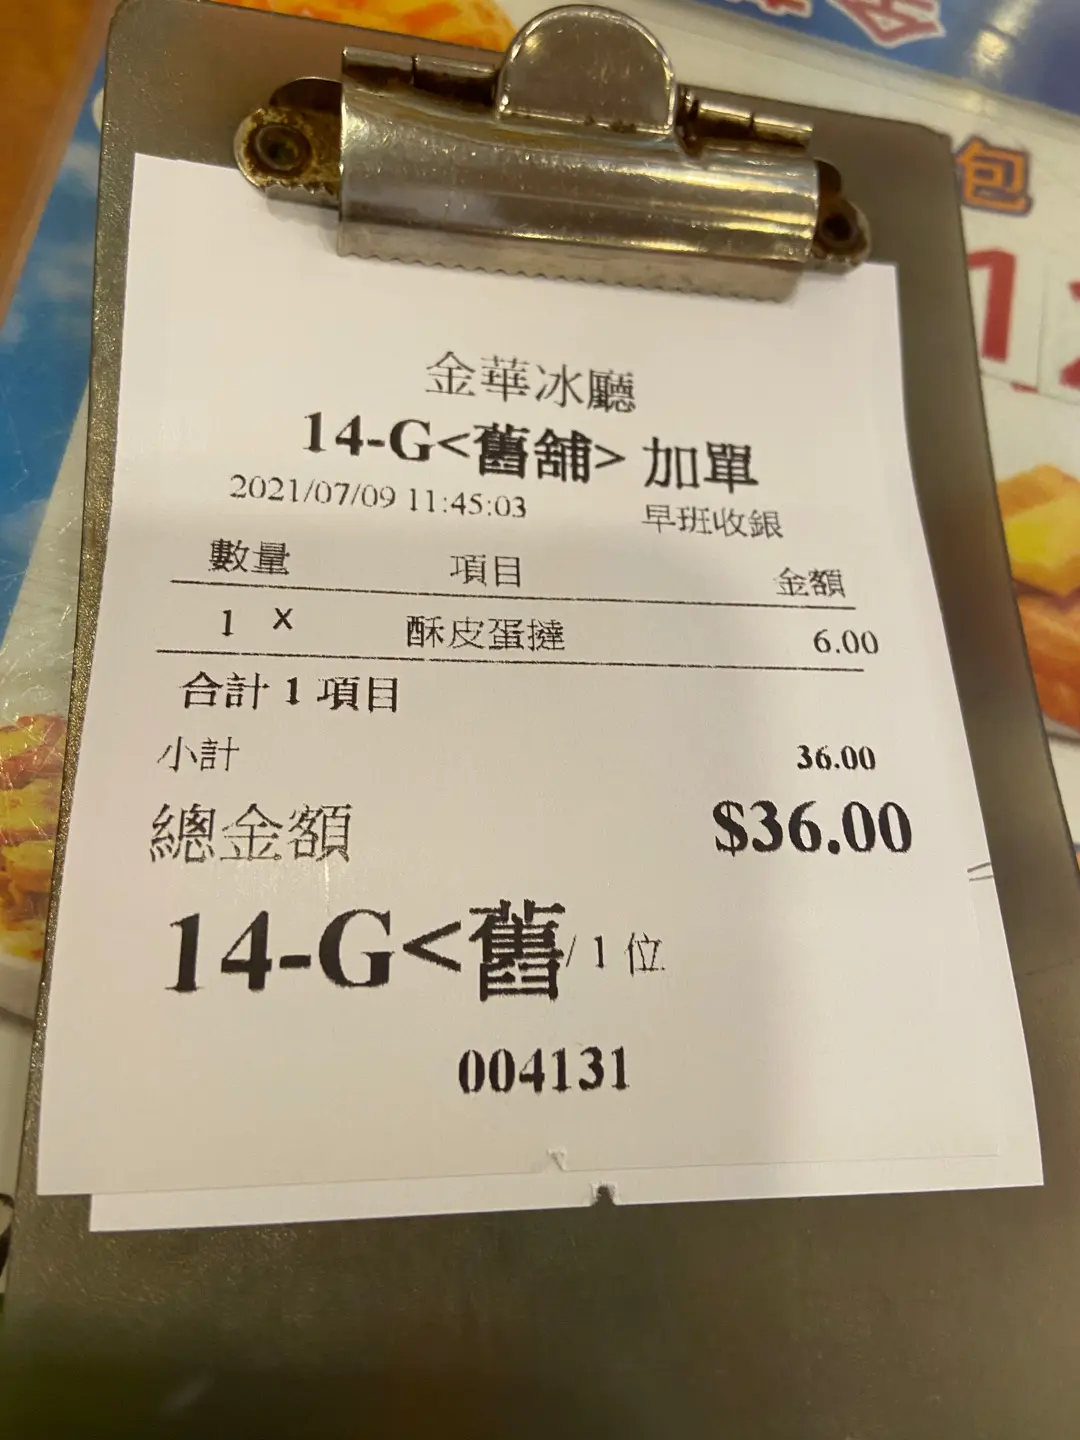 包
1
金華冰廳
14-G<舊舖> 加單
2021/07/09 11:45:03 早班收銀
數量 項目 金額
1 x 酥皮蛋撻 6.00
合計 1 項目
小計 36.00
總金額 $36.00
14-G<舊/1 位
004131